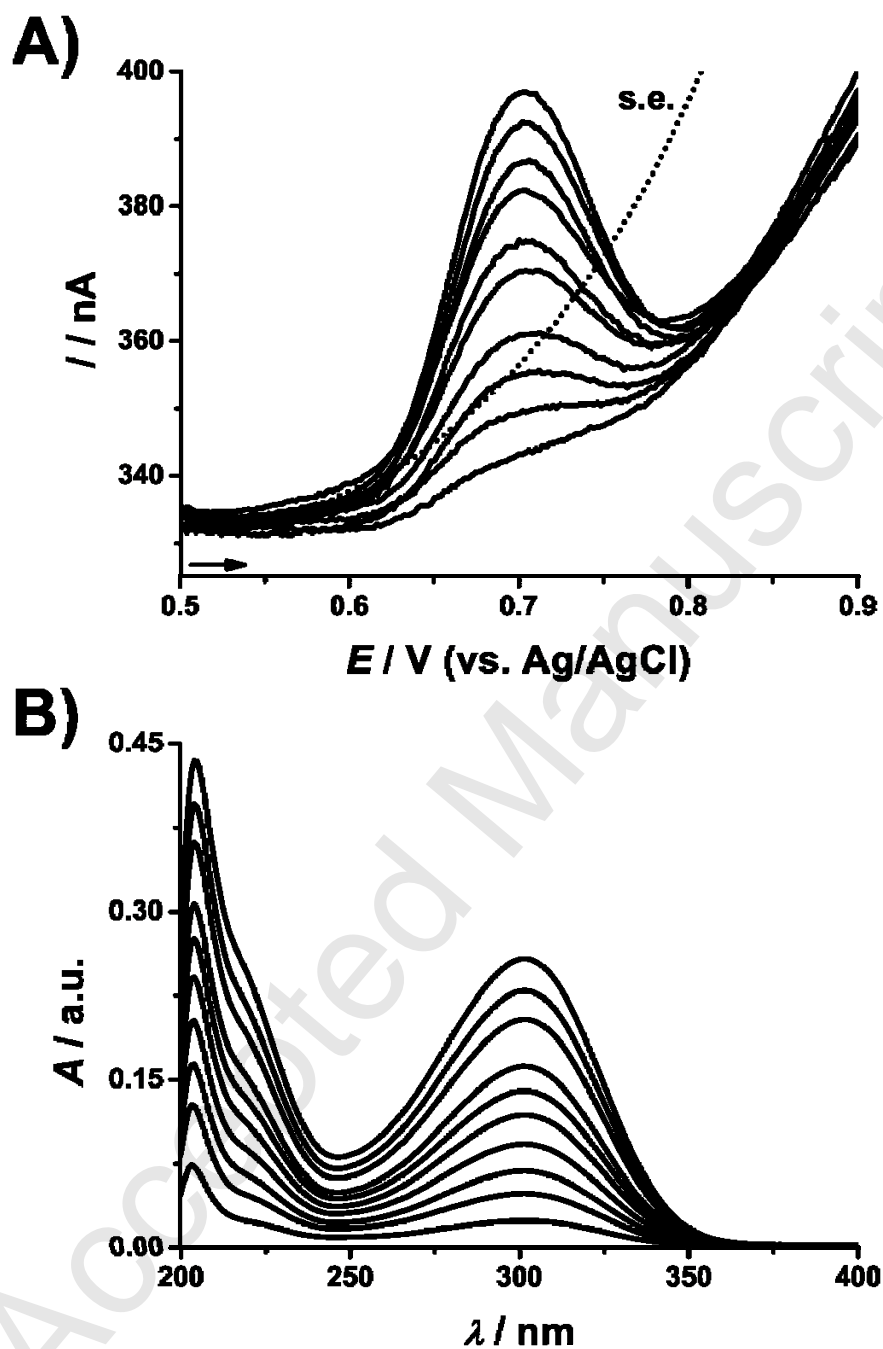 A)
400
380
360
340
I / nA
s.e.
0.5 0.6 0.7 0.8 0.9
E / V (vs. Ag/AgCl)
B)
0.45
0.30
0.15
0.00
A / a.u.
200 250 300 350 400
λ / nm
Accepted Manuscrip